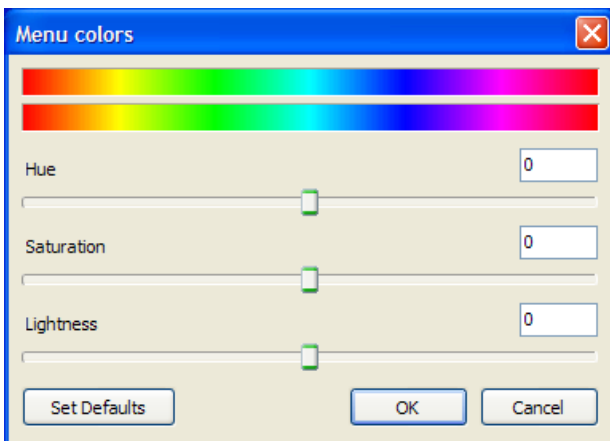 Menu colors
Hue 0
Saturation 0
Lightness 0
Set Defaults OK Cancel